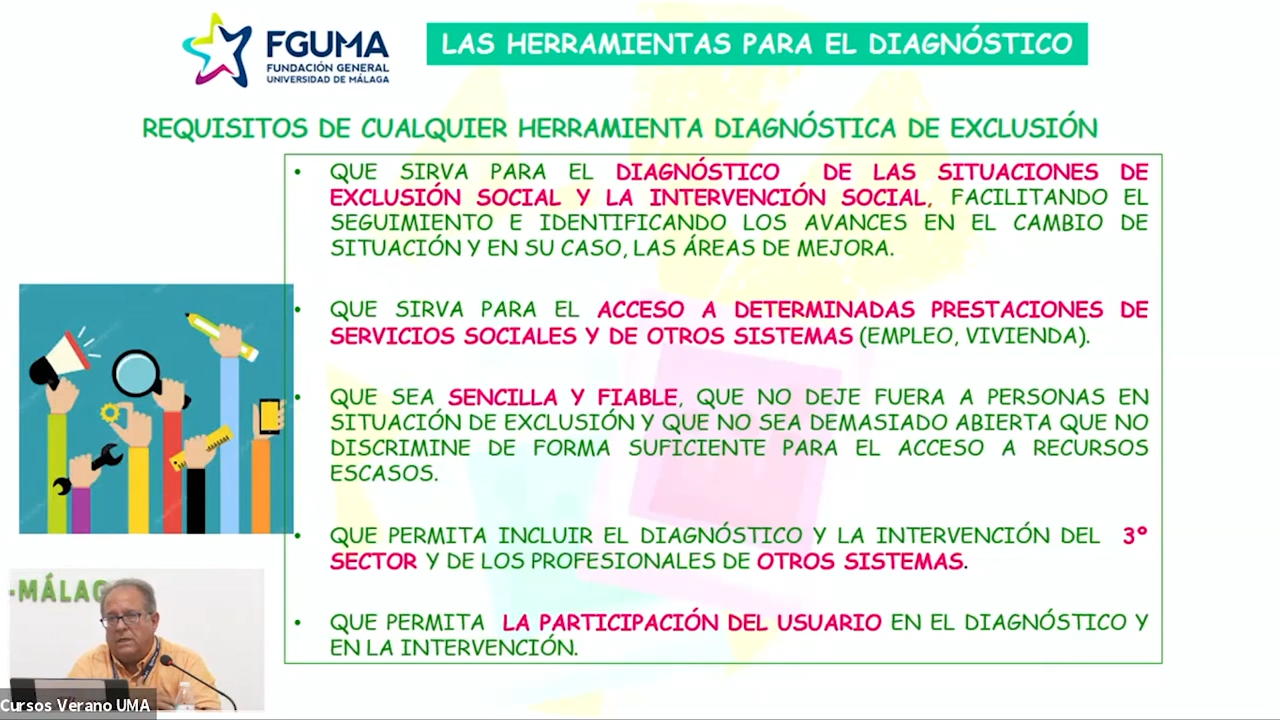 FGUMA
FUNDACIÓN GENERAL
UNIVERSIDAD DE MÁLAGA
LAS HERRAMIENTAS PARA EL DIAGNÓSTICO
REQUISITOS DE CUALQUIER HERRAMIENTA DIAGNÓSTICA DE EXCLUSIÓN
• QUE SIRVA PARA EL DIAGNÓSTICO DE LAS SITUACIONES DE
EXCLUSIÓN SOCIAL Y LA INTERVENCIÓN SOCIAL, FACILITANDO EL
SEGUIMIENTO E IDENTIFICANDO LOS AVANCES EN EL CAMBIO DE
SITUACIÓN Y EN SU CASO, LAS ÁREAS DE MEJORA.
• QUE SIRVA PARA EL ACCESO A DETERMINADAS PRESTACIONES DE
SERVICIOS SOCIALES Y DE OTROS SISTEMAS (EMPLEO, VIVIENDA).
• QUE SEA SENCILLA Y FIABLE, QUE NO DEJE FUERA A PERSONAS EN
SITUACIÓN DE EXCLUSIÓN Y QUE NO SEA DEMASIADO ABIERTA QUE NO
DISCRIMINE DE FORMA SUFICIENTE PARA EL ACCESO A RECURSOS
ESCASOS.
• QUE PERMITA INCLUIR EL DIAGNÓSTICO Y LA INTERVENCIÓN DEL 3º
SECTOR Y DE LOS PROFESIONALES DE OTROS SISTEMAS.
• QUE PERMITA LA PARTICIPACIÓN DEL USUARIO EN EL DIAGNÓSTICO Y
EN LA INTERVENCIÓN.
-MÁLAG
Cursos Verano UMA